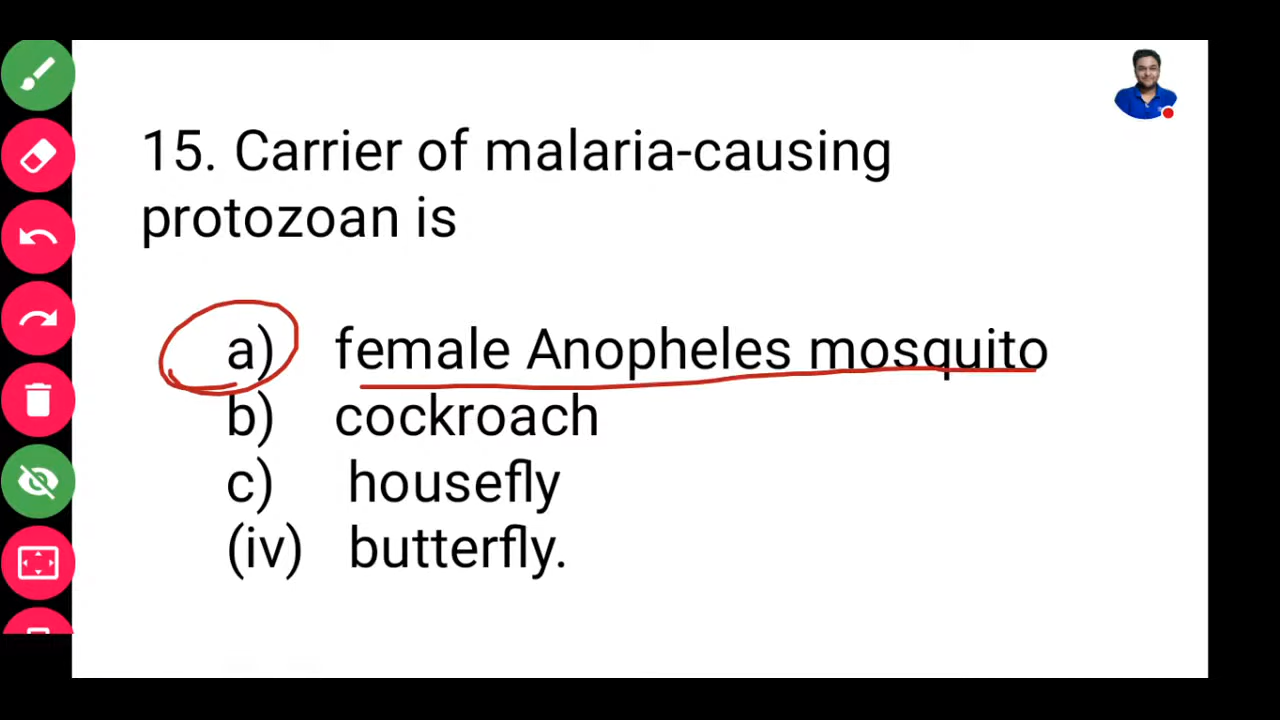 15. Carrier of malaria-causing
protozoan is
a) female Anopheles mosquito
b) cockroach
c) housefly
(iv) butterfly.